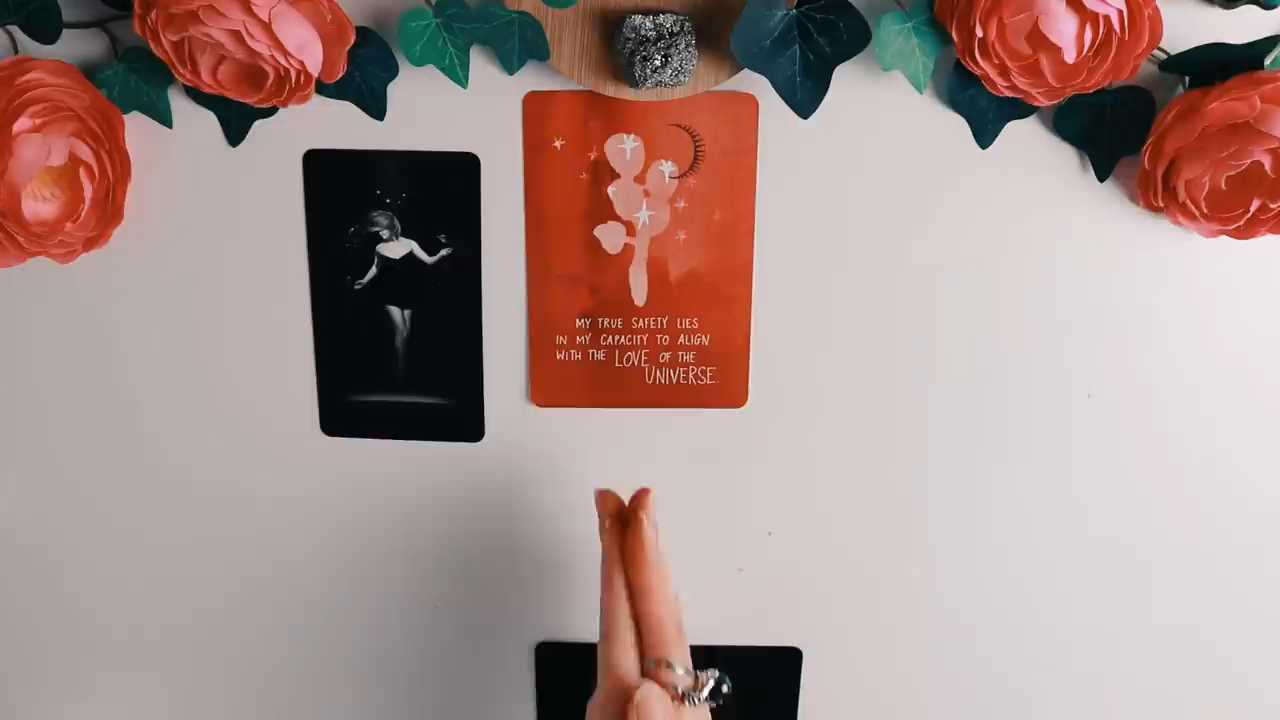 MY TRUE SAFETY LIES
IN MY CAPACITY TO ALIGN
WITH THE LOVE OF THE
UNIVERSE.